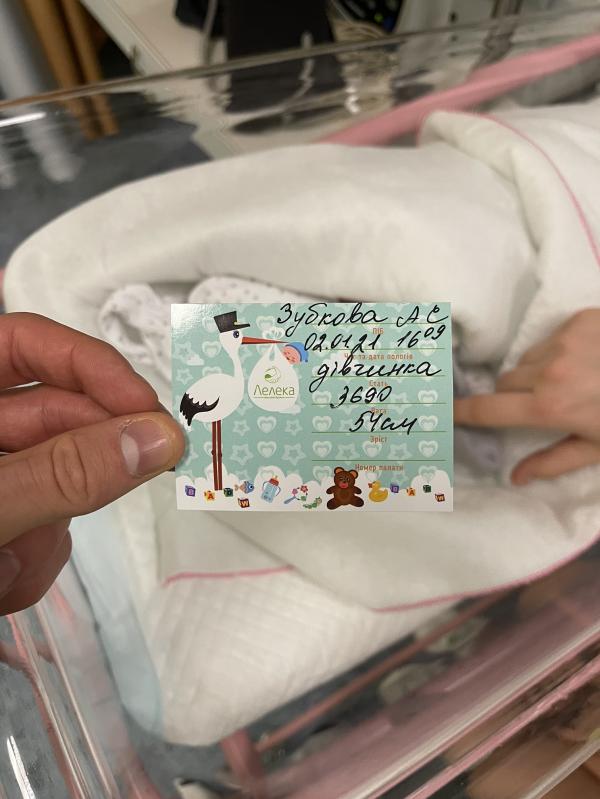 Зубкова А С
ПІБ
02.01.21 16 09
Час та дата пологів
дівчинка
Стать
3690
Вага
54см
Зріст
Номер палати
Лелека